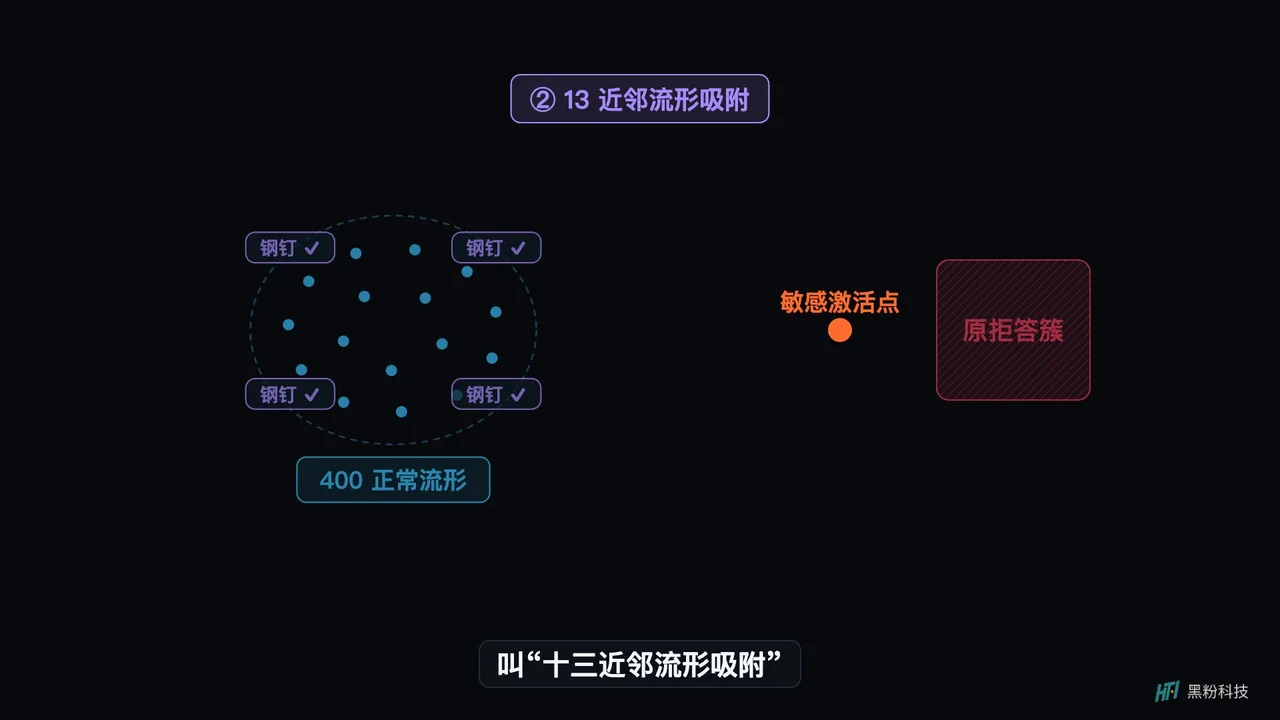 ② 13 近邻流形吸附
钢钉 ✓
钢钉 ✓
敏感激活点
原拒答簇
钢钉 ✓
钢钉 ✓
400 正常流形
叫“十三近邻流形吸附”
HFI 黑粉科技